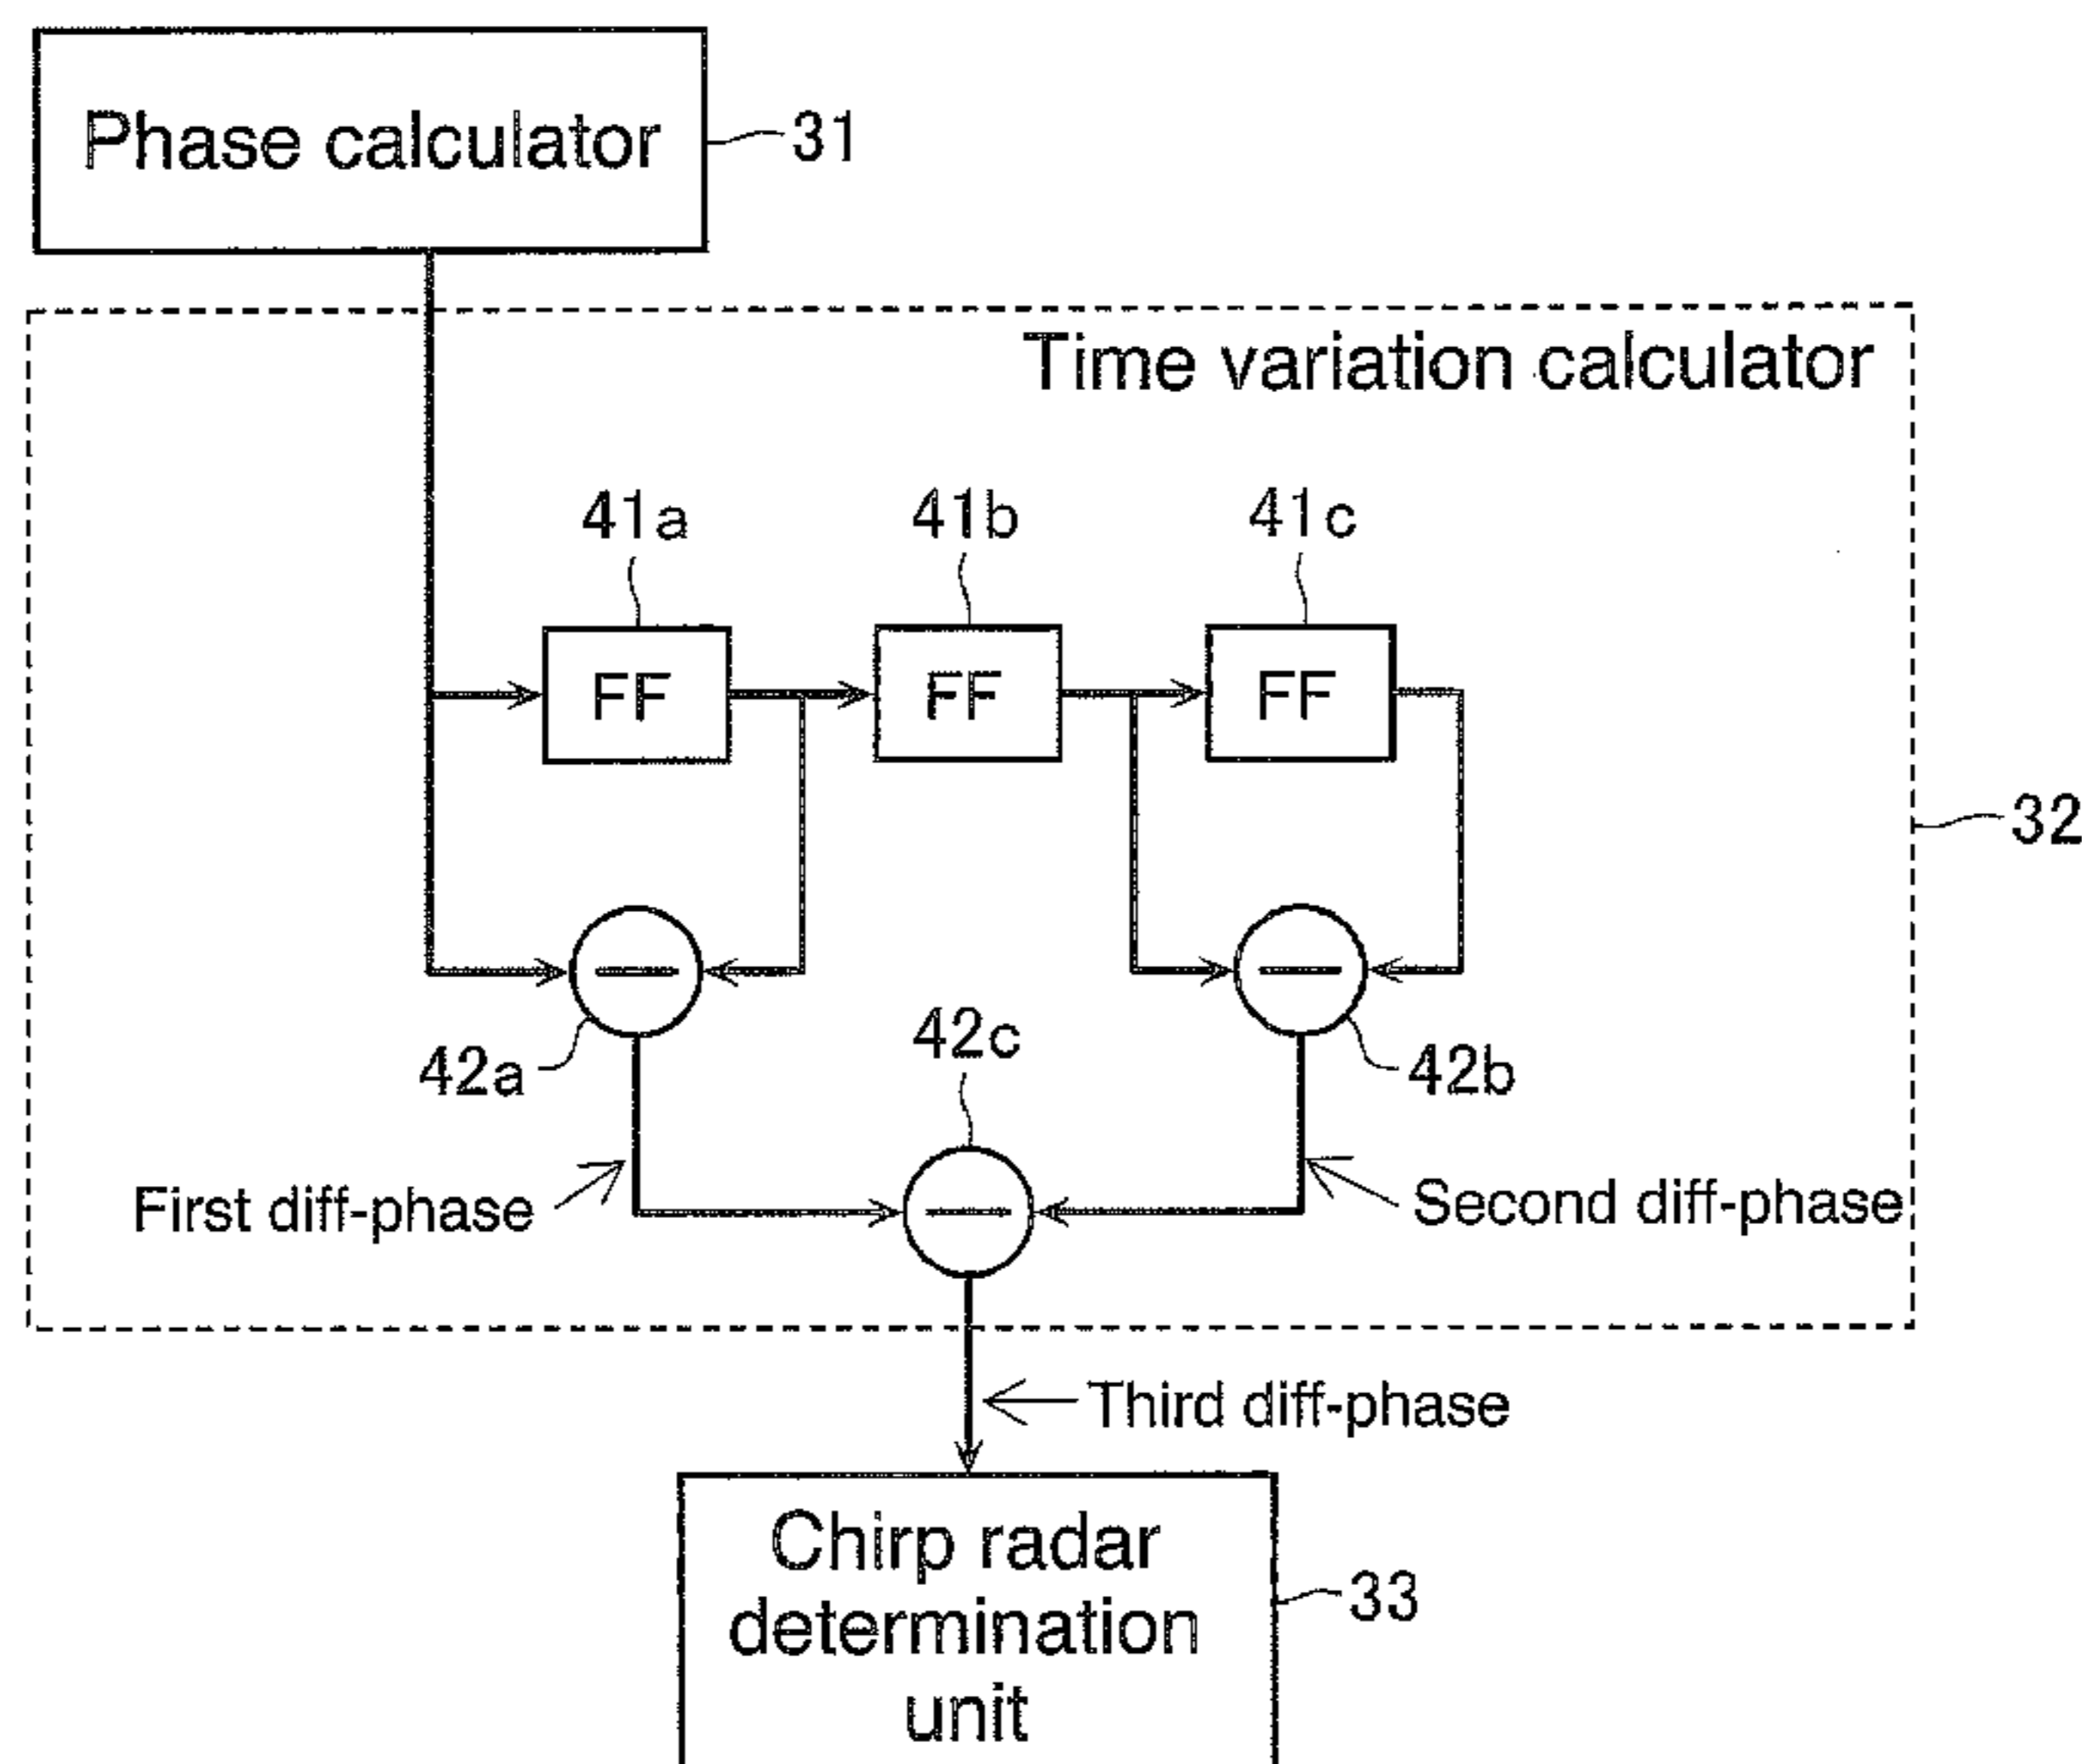 Phase calculator
31
Time variation calculator
41a
41b
41c
FF
FF
FF
32
42a
42c
42b
First diff-phase
Second diff-phase
Third diff-phase
Chirp radar
determination
unit
33